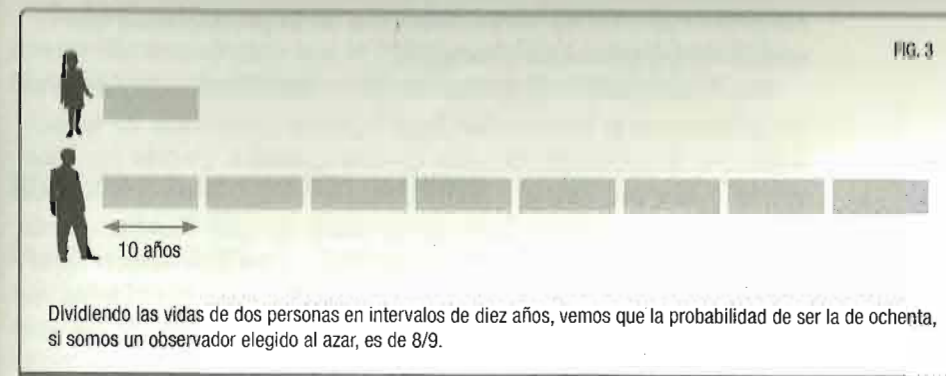 FIG. 3
10 años
Dividiendo las vidas de dos personas en intervalos de diez años, vemos que la probabilidad de ser la de ochenta,
si somos un observador elegido al azar, es de 8/9.